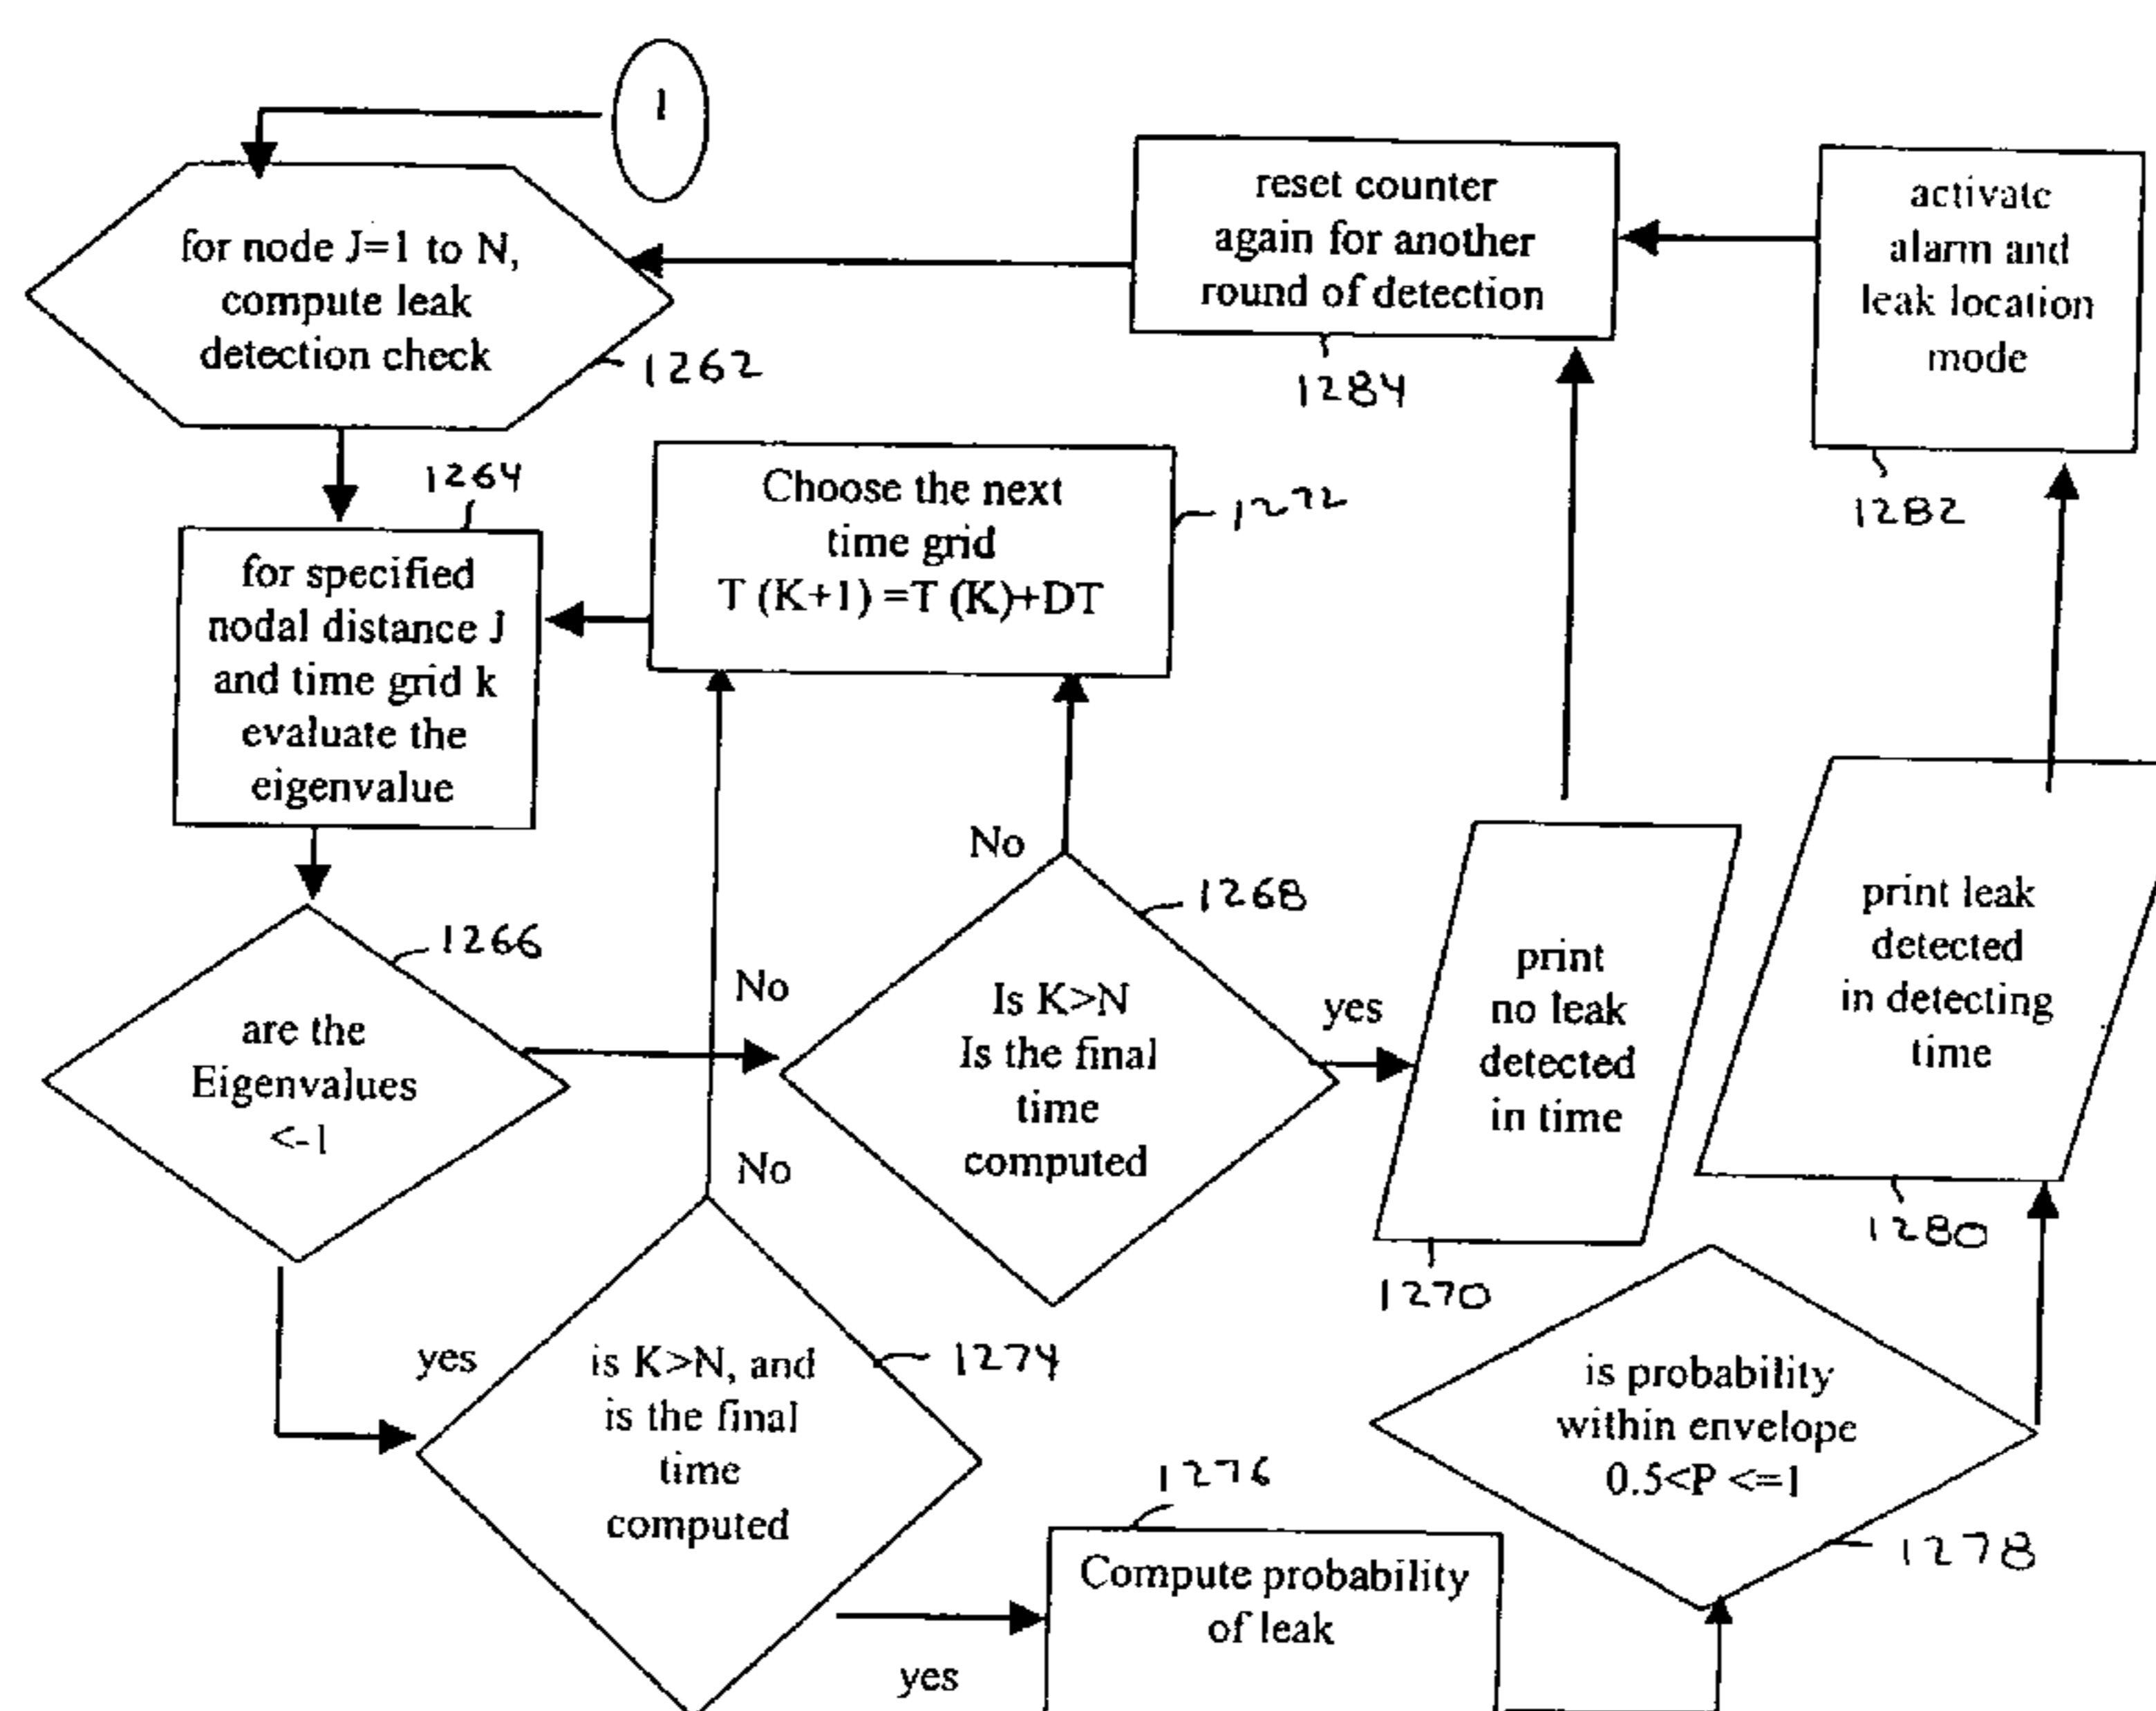 1
for node J=1 to N,
compute leak
detection check
1262
reset counter
again for another
round of detection
1284
activate
alarm and
leak location
mode
1282
1264
for specified
nodal distance J
and time grid k
evaluate the
eigenvalue
Choose the next
time grid
T (K+1) =T (K)+DT
1272
No
1266
are the
Eigenvalues
<-1
No
1268
Is K>N
Is the final
time
computed
yes
print
no leak
detected
in time
1270
print leak
detected
in detecting
time
1280
No
yes
is K>N, and
is the final
time
computed
1274
yes
1276
Compute probability
of leak
is probability
within envelope
0.5<P <=1
1278